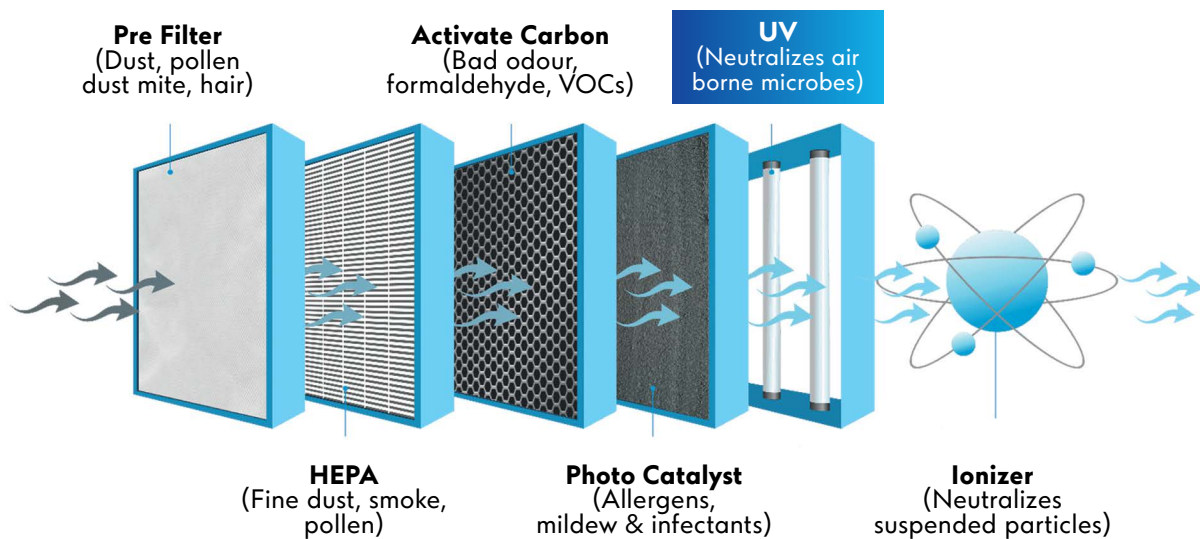 Pre Filter
(Dust, pollen
dust mite, hair)
Activate Carbon
(Bad odour,
formaldehyde, VOCs)
UV
(Neutralizes air
borne microbes)
HEPA
(Fine dust, smoke,
pollen)
Photo Catalyst
(Allergens,
mildew & infectants)
Ionizer
(Neutralizes
suspended particles)